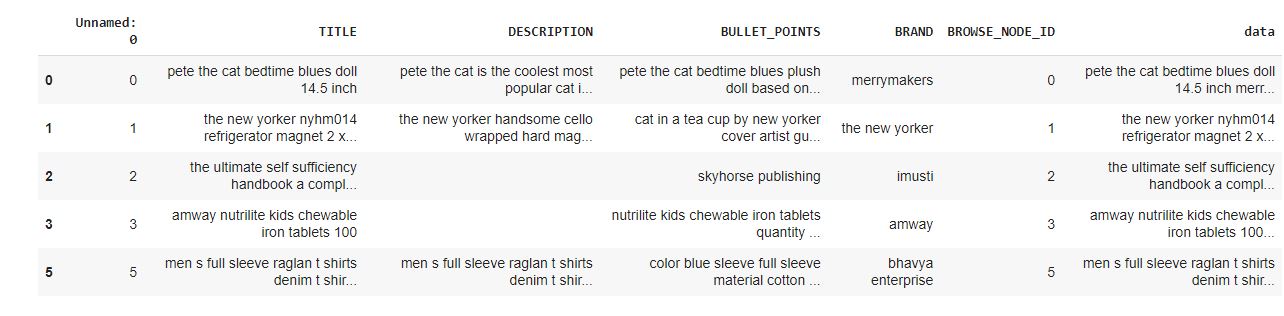 Unnamed: 0 TITLE DESCRIPTION BULLET_POINTS BRAND BROWSE_NODE_ID data
0 0 pete the cat bedtime blues doll 14.5 inch pete the cat is the coolest most popular cat i... pete the cat bedtime blues plush doll based on... merrymakers 0 pete the cat bedtime blues doll 14.5 inch merr...
1 1 the new yorker nyhm014 refrigerator magnet 2 x... the new yorker handsome cello wrapped hard mag... cat in a tea cup by new yorker cover artist gu... the new yorker 1 the new yorker nyhm014 refrigerator magnet 2 x...
2 2 the ultimate self sufficiency handbook a compl... skyhorse publishing imusti 2 the ultimate self sufficiency handbook a compl...
3 3 amway nutrilite kids chewable iron tablets 100 nutrilite kids chewable iron tablets quantity ... amway 3 amway nutrilite kids chewable iron tablets 100...
5 5 men s full sleeve raglan t shirts denim t shir... men s full sleeve raglan t shirts denim t shir... color blue sleeve full sleeve material cotton ... bhavya enterprise 5 men s full sleeve raglan t shirts denim t shir...